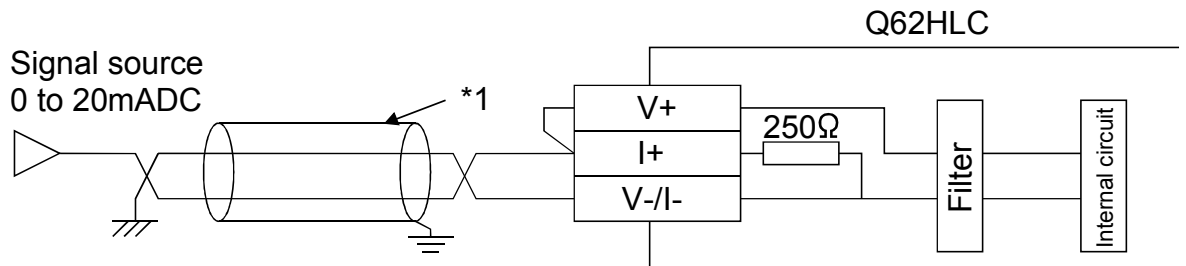 Q62HLC
Signal source
0 to 20mADC
*1
V+
I+
V-/I-
250Ω
Filter
Internal circuit